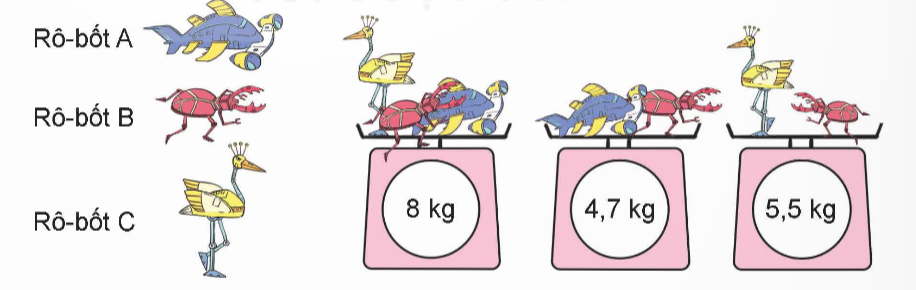 Rô-bốt A
Rô-bốt B
Rô-bốt C
8 kg
4,7 kg
5,5 kg